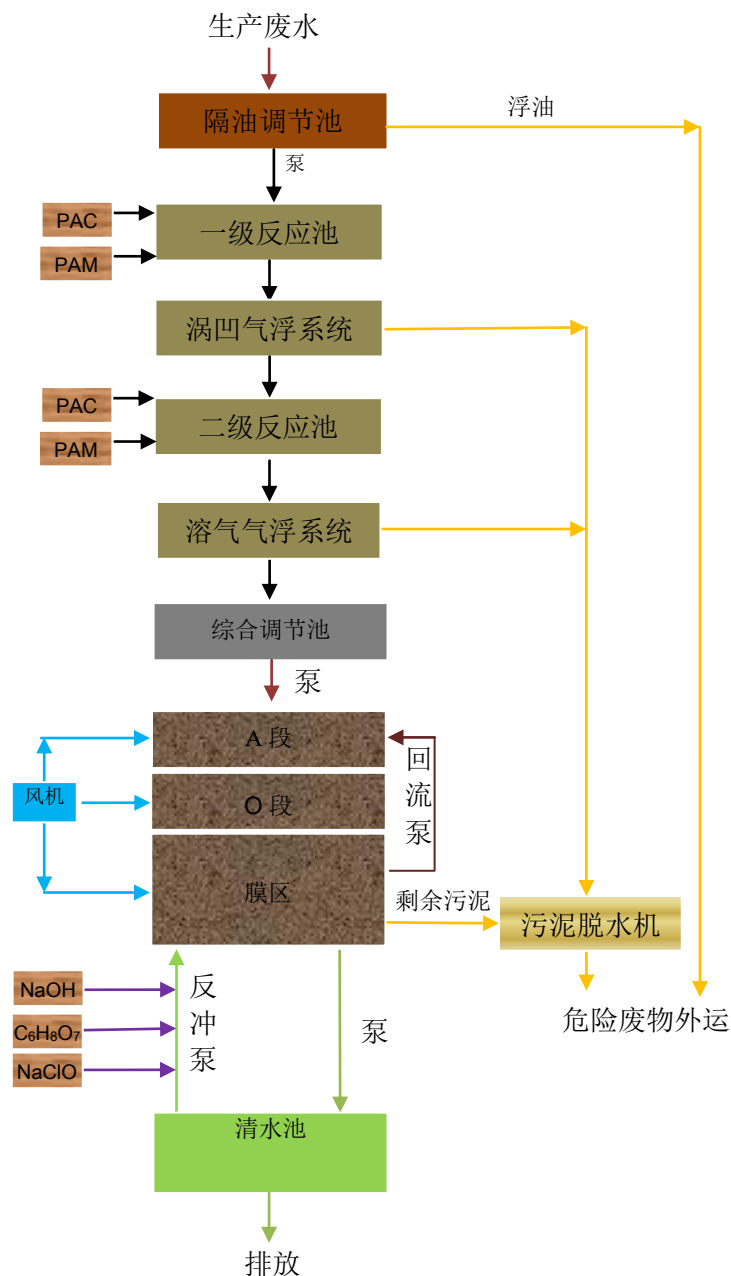 生产废水
隔油调节池
浮油
泵
PAC
一级反应池
PAM
涡凹气浮系统
PAC
二级反应池
PAM
溶气气浮系统
综合调节池
泵
A 段
回流泵
风机
O 段
膜区
剩余污泥
污泥脱水机
NaOH
反冲泵
C₆H₈O₇
泵
危险废物外运
NaClO
清水池
排放